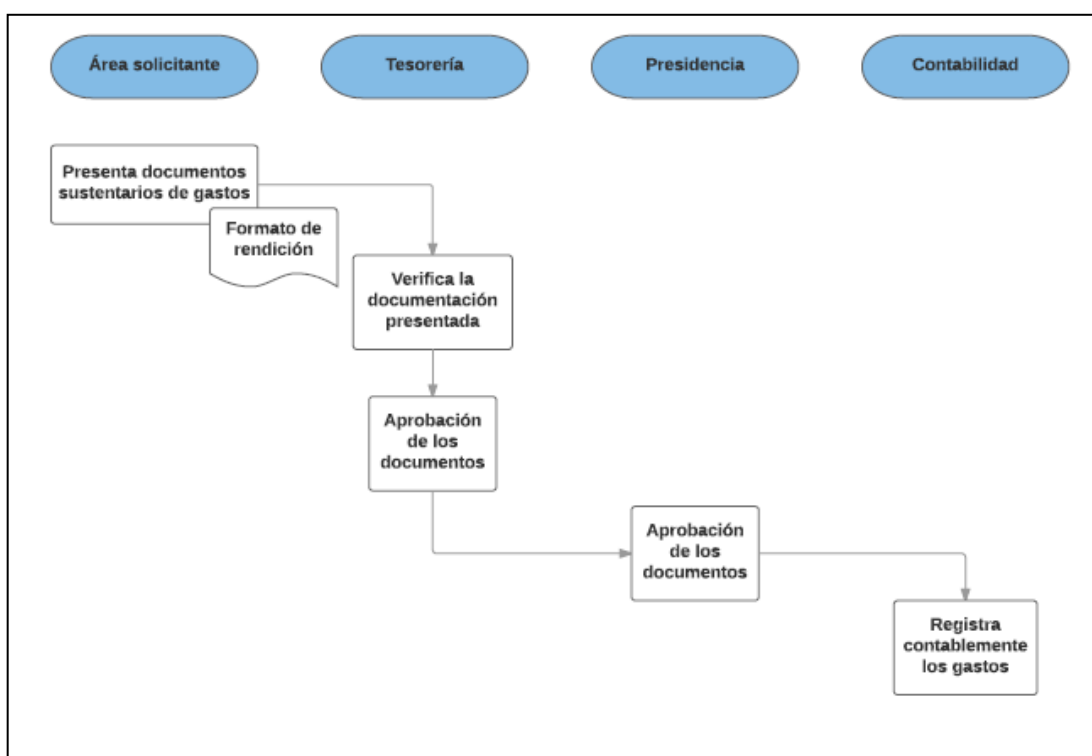 Área solicitante
Tesorería
Presidencia
Contabilidad
Presenta documentos
sustentarios de gastos
Formato de
rendición
Verifica la
documentación
presentada
Aprobación
de los
documentos
Aprobación
de los
documentos
Registra
contablemente
los gastos